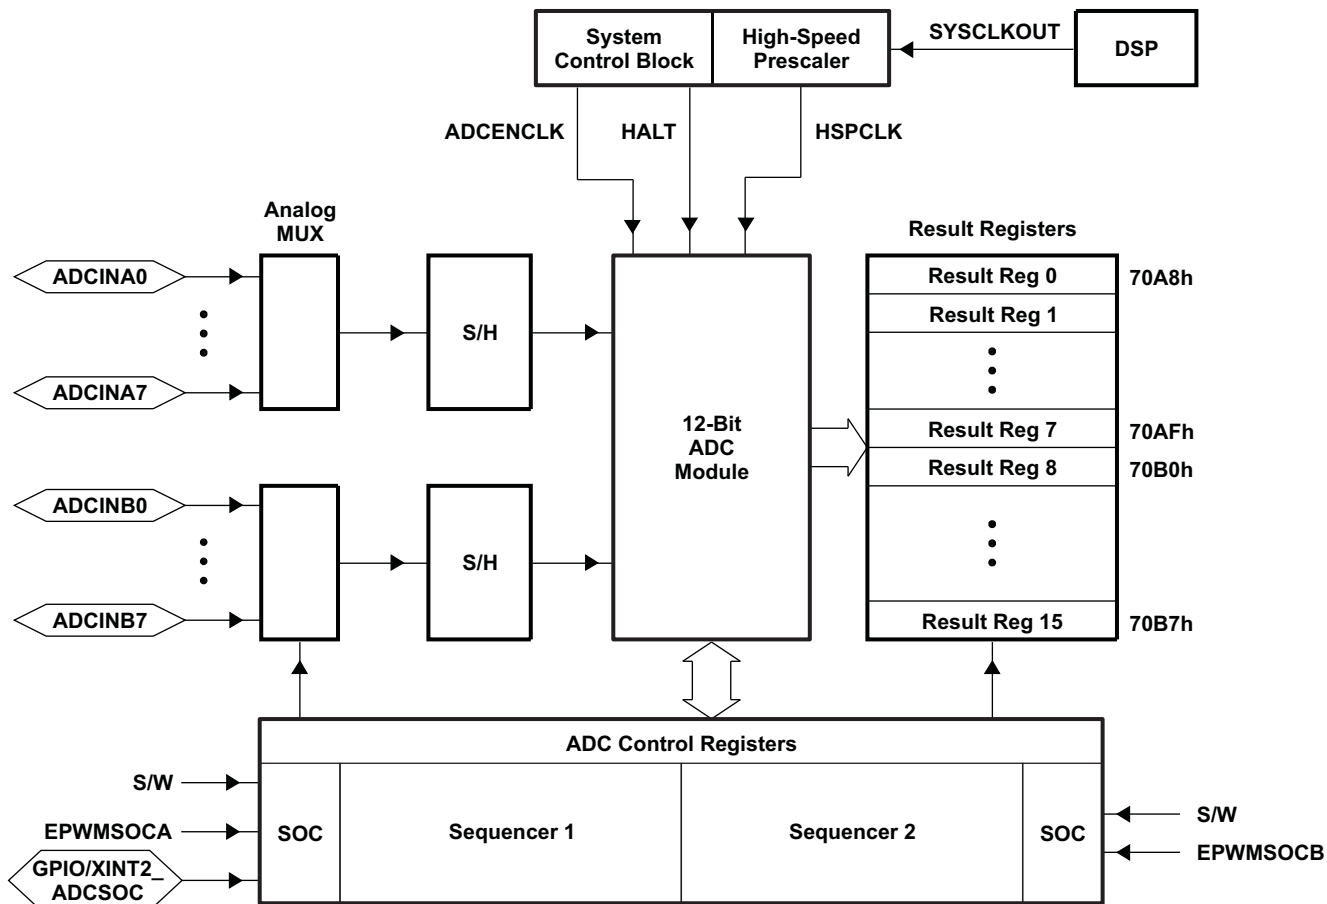 System
Control Block
High-Speed
Prescaler
SYSCLKOUT
DSP
ADCENCLK
HALT
HSPCLK
Analog
MUX
Result Registers
ADCINA0
Result Reg 0
70A8h
Result Reg 1
S/H
ADCINA7
12-Bit
ADC
Module
Result Reg 7
70AFh
Result Reg 8
70B0h
ADCINB0
S/H
ADCINB7
Result Reg 15
70B7h
ADC Control Registers
S/W
EPWMSOCA
GPIO/XINT2_
ADCSOC
SOC
Sequencer 1
Sequencer 2
SOC
S/W
EPWMSOCB